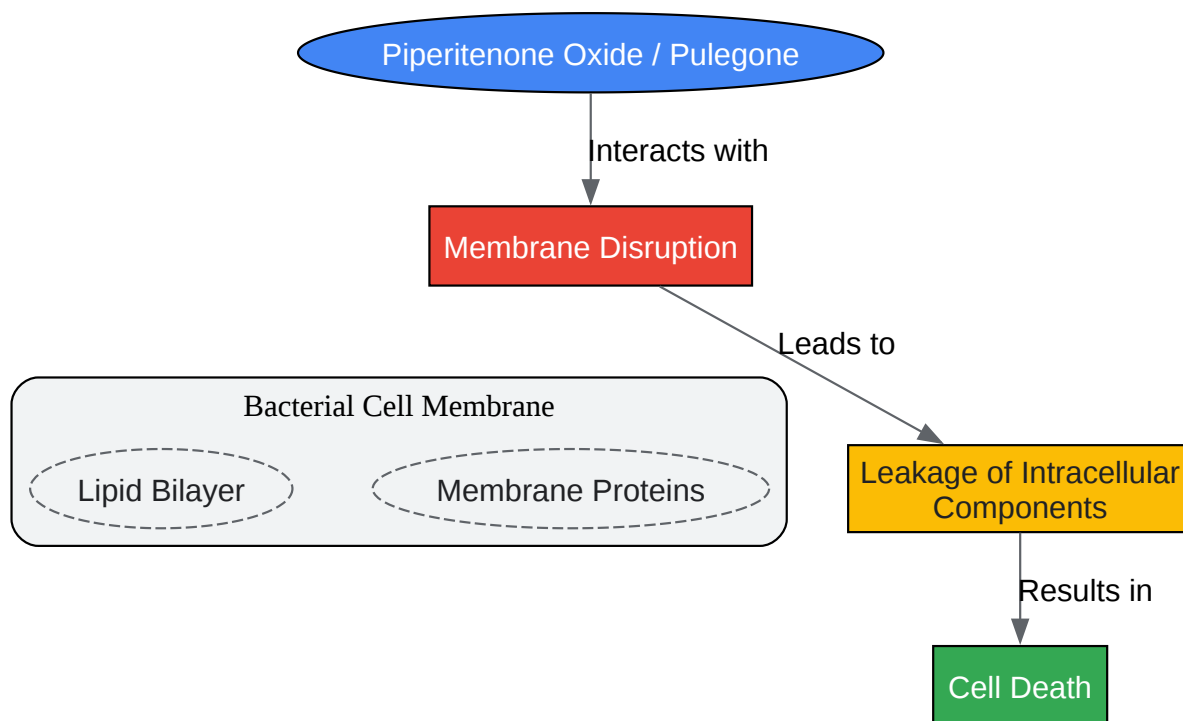 Piperitenone Oxide / Pulegone
Interacts with
Membrane Disruption
Leads to
Bacterial Cell Membrane
Lipid Bilayer
Membrane Proteins
Leakage of Intracellular
Components
Results in
Cell Death